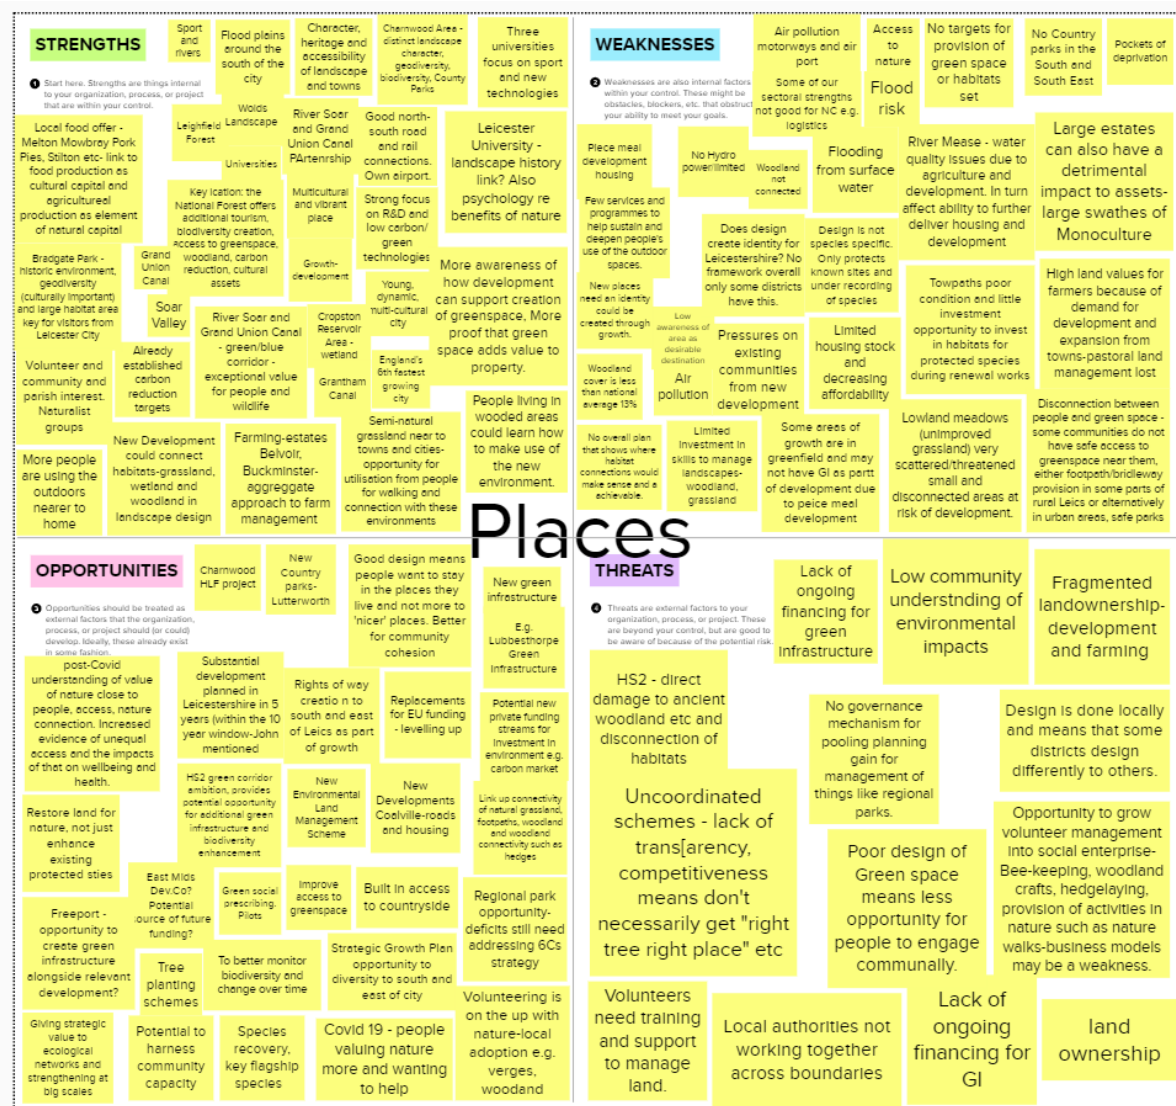 STRENGTHS
Start here. Strengths are things internal
to your organization, process, or project
that are within your control.
Sport
and
rivers
Flood plains
around the
south of the
city
Character,
heritage and
accessibility
of landscape
and towns
Charnwood Area -
distinct landscape
character,
geodiversity,
biodiversity, County
Parks
Three
universities
focus on sport
and new
technologies
Local food offer -
Melton Mowbray Pork
Pies, Stilton etc- link to
food production as
cultural capital and
agricultureal
production as element
of natural capital
Leighfield
Forest
Wolds
Landscape
Universities
River Soar
and Grand
Union Canal
PArtenrship
Good north-
south road
and rail
connections.
Own airport.
Leicester
University -
landscape history
link? Also
psychology re
benefits of nature
Key lcation: the
National Forest offers
additional tourism,
biodiversity creation,
access to greenspace,
woodland, carbon
reduction, cultural
assets
Multicultural
and vibrant
place
Strong focus
on R&D and
low carbon/
green
technologies
Bradgate Park -
historic environment,
geodiversity
(culturally important)
and large habitat area
key for visitors from
Leicester City
Grand
Union
Canal
Soar
Valley
Growth-
development
Young,
dynamic,
multi-cultural
city
More awareness of
how development
can support creation
of greenspace, More
proof that green
space adds value to
property.
River Soar and
Grand Union Canal
- green/blue
corridor -
exceptional value
for people and
wildlife
Cropston
Reservoir
Area -
wetland
Grantham
Canal
England's
6th fastest
growing
city
Volunteer and
community and
parish interest.
Naturalist
groups
Already
established
carbon
reduction
targets
People living in
wooded areas
could learn how
to make use of
the new
environment.
More people
are using the
outdoors
nearer to
home
New Development
could connect
habitats-grassland,
wetland and
woodland in
landscape design
Farming-estates
Belvoir,
Buckminster-
aggreggate
approach to farm
management
Semi-natural
grassland near to
towns and cities-
opportunity for
utilisation from people
for walking and
connection with these
environments
WEAKNESSES
Weaknesses are also internal factors
within your control. These might be
obstacles, blockers, etc. that obstruct
your ability to meet your goals.
Air pollution
motorways and air
port
Some of our
sectoral strengths
not good for NC e.g.
logistics
Access
to
nature
Flood
risk
No targets for
provision of
green space
or habitats
set
No Country
parks in the
South and
South East
Pockets of
deprivation
Piece meal
development
housing
No Hydro
power/limited
Woodland
not
connected
Flooding
from surface
water
River Mease - water
quality issues due to
agriculture and
development. In turn
affect ability to further
deliver housing and
development
Large estates
can also have a
detrimental
impact to assets-
large swathes of
Monoculture
Few services and
programmes to
help sustain and
deepen people's
use of the outdoor
spaces.
Does design
create identity for
Leicestershire? No
framework overall
only some districts
have this.
Design is not
species specific.
Only protects
known sites and
under recording
of species
New places
need an identity
could be
created through
growth.
Low
awareness of
area as
desirable
destination
Air
pollution
Pressures on
existing
communities
from new
development
Limited
housing stock
and
decreasing
affordability
Towpaths poor
condition and little
investment
opportunity to invest
in habitats for
protected species
during renewal works
High land values for
farmers because of
demand for
development and
expansion from
towns-pastoral land
management lost
Woodland
cover is less
than national
average 13%
No overall plan
that shows where
habitat
connections would
make sense and a
achievable.
Limited
Investment in
skills to manage
landscapes-
woodland,
grassland
Some areas of
growth are in
greenfield and may
not have GI as partt
of development due
to peice meal
development
Lowland meadows
(unimproved
grassland) very
scattered/threatened
small and
disconnected areas at
risk of development.
Disconnection between
people and green space -
some communities do not
have safe access to
greenspace near them,
either footpath/bridleway
provision in some parts of
rural Leics or alternatively
in urban areas, safe parks
Places
OPPORTUNITIES
Opportunities should be treated as
external factors that the organization,
process, or project should (or could)
develop. Ideally, these already exist
in some fashion.
Charnwood
HLF project
New
Country
parks-
Lutterworth
Good design means
people want to stay
in the places they
live and not more to
'nicer' places. Better
for community
cohesion
New green
infrastructure
E.g.
Lubbesthorpe
Green
Infrastructure
post-Covid
understanding of value
of nature close to
people, access, nature
connection. Increased
evidence of unequal
access and the impacts
of that on wellbeing and
health.
Substantial
development
planned in
Leicestershire in 5
years (within the 10
year window-John
mentioned
Rights of way
creatio n to
south and east
of Leics as part
of growth
Replacements
for EU funding
- levelling up
Potential new
private funding
streams for
investment in
environment e.g.
carbon market
Restore land for
nature, not just
enhance
existing
protected sties
HS2 green corridor
ambition, provides
potential opportunity
for additional green
infrastructure and
biodiversity
enhancement
New
Environmental
Land
Management
Scheme
New
Developments
Coalville-roads
and housing
Link up connectivity
of natural grassland,
footpaths, woodland
and woodland
connectivity such as
hedges
East Mids
Dev.Co?
Potential
source of future
funding?
Green social
prescribing.
Pilots
Improve
access to
greenspace
Built in access
to countryside
Regional park
opportunity-
deficits still need
addressing 6Cs
strategy
Freeport -
opportunity to
create green
infrastructure
alongside relevant
development?
Tree
planting
schemes
To better monitor
biodiversity and
change over time
Strategic Growth Plan
opportunity to
diversity to south and
east of city
Giving strategic
value to
ecological
networks and
strengthening at
big scales
Potential to
harness
community
capacity
Species
recovery,
key flagship
species
Covid 19 - people
valuing nature
more and wanting
to help
Volunteering is
on the up with
nature-local
adoption e.g.
verges,
woodand
THREATS
Threats are external factors to your
organization, process, or project. These
are beyond your control, but are good to
be aware of because of the potential risk.
Lack of
ongoing
financing for
green
infrastructure
Low community
understnding of
environmental
impacts
Fragmented
landownership-
development
and farming
HS2 - direct
damage to ancient
woodland etc and
disconnection of
habitats
No governance
mechanism for
pooling planning
gain for
management of
things like regional
parks.
Design is done locally
and means that some
districts design
differently to others.
Uncoordinated
schemes - lack of
trans[arency,
competitiveness
means don't
necessarily get "right
tree right place" etc
Poor design of
Green space
means less
opportunity for
people to engage
communally.
Opportunity to grow
volunteer management
into social enterprise-
Bee-keeping, woodland
crafts, hedgelaying,
provision of activities in
nature such as nature
walks-business models
may be a weakness.
Volunteers
need training
and support
to manage
land.
Local authorities not
working together
across boundaries
Lack of
ongoing
financing for
GI
land
ownership